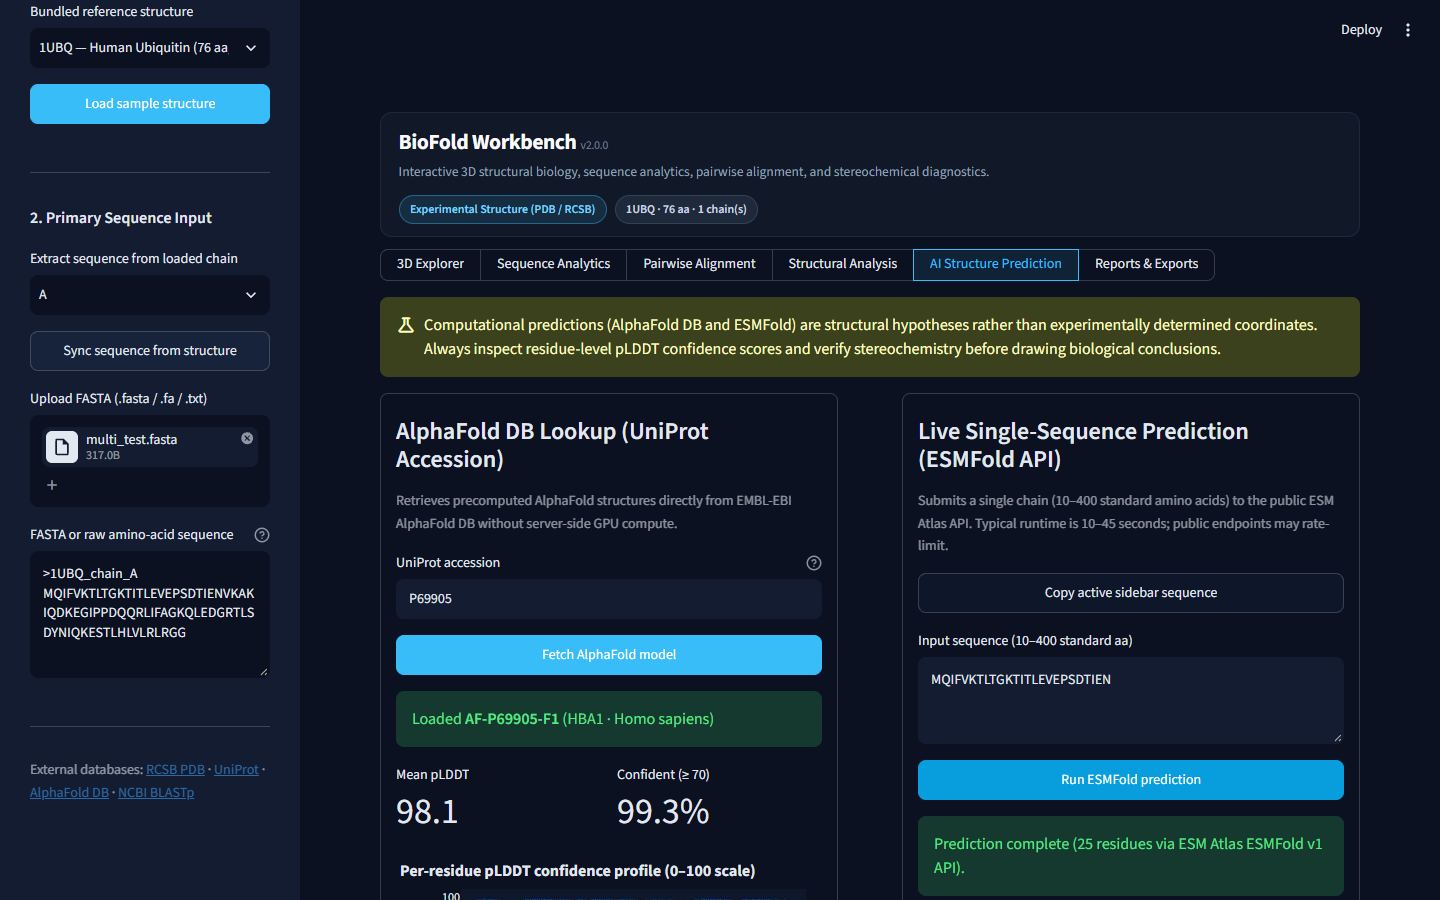 Bundled reference structure
1UBQ — Human Ubiquitin (76 aa
Load sample structure
2. Primary Sequence Input
Extract sequence from loaded chain
A
Sync sequence from structure
Upload FASTA (.fasta / .fa / .txt)
multi_test.fasta
317.0B
FASTA or raw amino-acid sequence
>1UBQ_chain_A
MQIFVKTLTGKTITLEVEPSDTIENVKAK
IQDKEGIPPDQQRLIFAGKQLEDGRTLS
DYNIQKESTLHLVLRLRGG
External databases: RCSB PDB · UniProt ·
AlphaFold DB · NCBI BLASTp
Deploy
BioFold Workbench v2.0.0
Interactive 3D structural biology, sequence analytics, pairwise alignment, and stereochemical diagnostics.
Experimental Structure (PDB / RCSB)
1UBQ · 76 aa · 1 chain(s)
3D Explorer
Sequence Analytics
Pairwise Alignment
Structural Analysis
AI Structure Prediction
Reports & Exports
Computational predictions (AlphaFold DB and ESMFold) are structural hypotheses rather than experimentally determined coordinates.
Always inspect residue-level pLDDT confidence scores and verify stereochemistry before drawing biological conclusions.
AlphaFold DB Lookup (UniProt
Accession)
Retrieves precomputed AlphaFold structures directly from EMBL-EBI
AlphaFold DB without server-side GPU compute.
UniProt accession
P69905
Fetch AlphaFold model
Loaded AF-P69905-F1 (HBA1 · Homo sapiens)
Mean pLDDT
98.1
Confident (≥ 70)
99.3%
Per-residue pLDDT confidence profile (0–100 scale)
100
Live Single-Sequence Prediction
(ESMFold API)
Submits a single chain (10–400 standard amino acids) to the public ESM
Atlas API. Typical runtime is 10–45 seconds; public endpoints may rate-
limit.
Copy active sidebar sequence
Input sequence (10–400 standard aa)
MQIFVKTLTGKTITLEVEPSDTIEN
Run ESMFold prediction
Prediction complete (25 residues via ESM Atlas ESMFold v1
API).